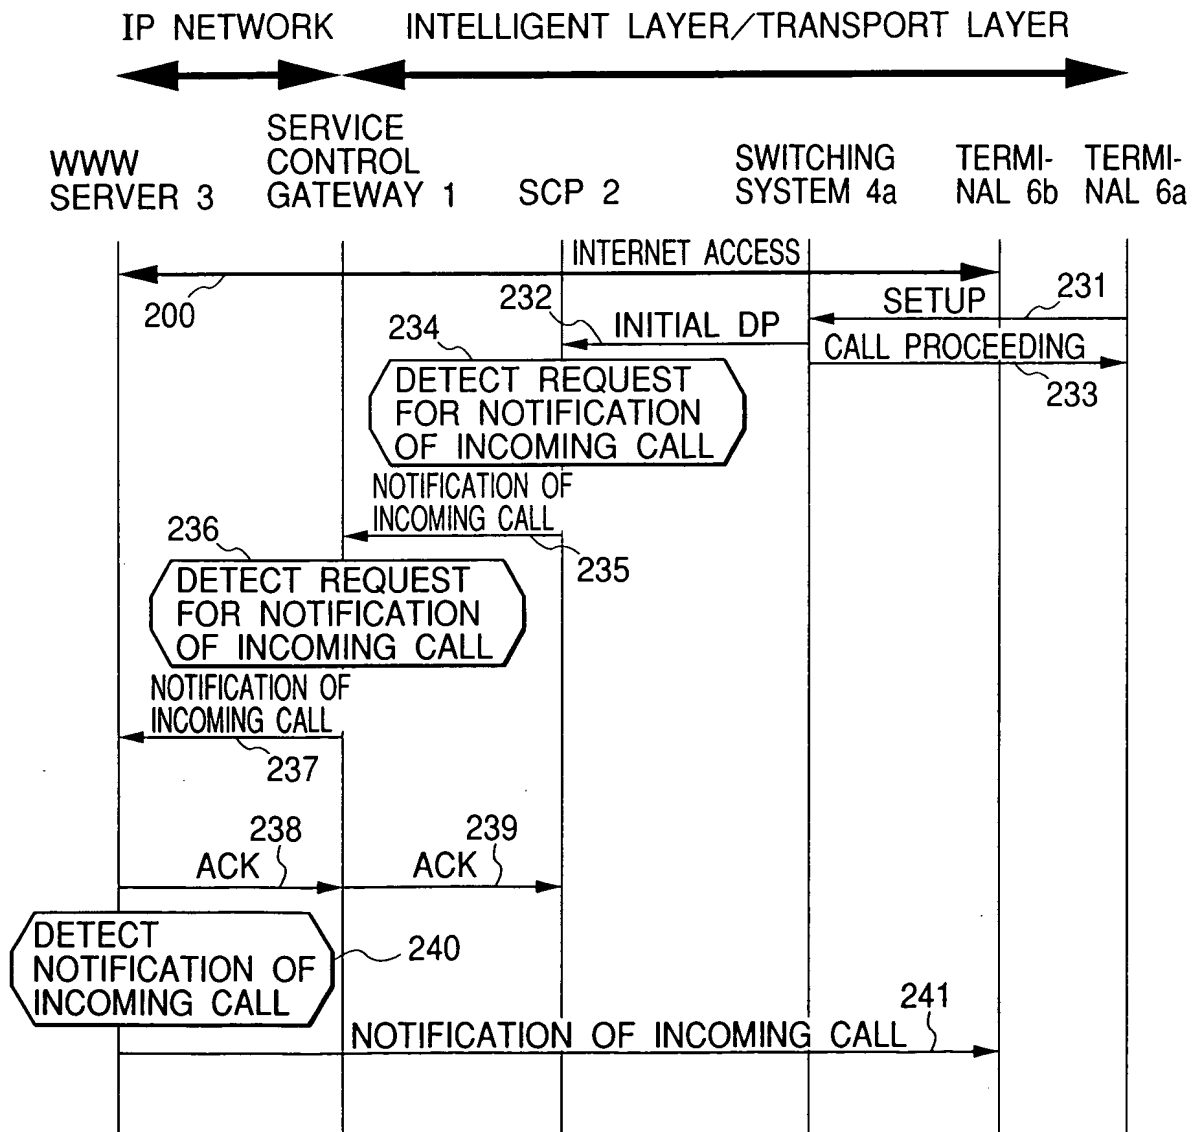 IP NETWORK
INTELLIGENT LAYER/TRANSPORT LAYER
WWW
SERVER 3
SERVICE
CONTROL
GATEWAY 1
SCP 2
SWITCHING
SYSTEM 4a
TERMI-
NAL 6b
TERMI-
NAL 6a
INTERNET ACCESS
200
232
SETUP
231
234
INITIAL DP
CALL PROCEEDING
233
DETECT REQUEST
FOR NOTIFICATION
OF INCOMING CALL
NOTIFICATION OF
INCOMING CALL
235
236
DETECT REQUEST
FOR NOTIFICATION
OF INCOMING CALL
NOTIFICATION OF
INCOMING CALL
237
238
ACK
239
ACK
DETECT
NOTIFICATION OF
INCOMING CALL
240
241
NOTIFICATION OF INCOMING CALL